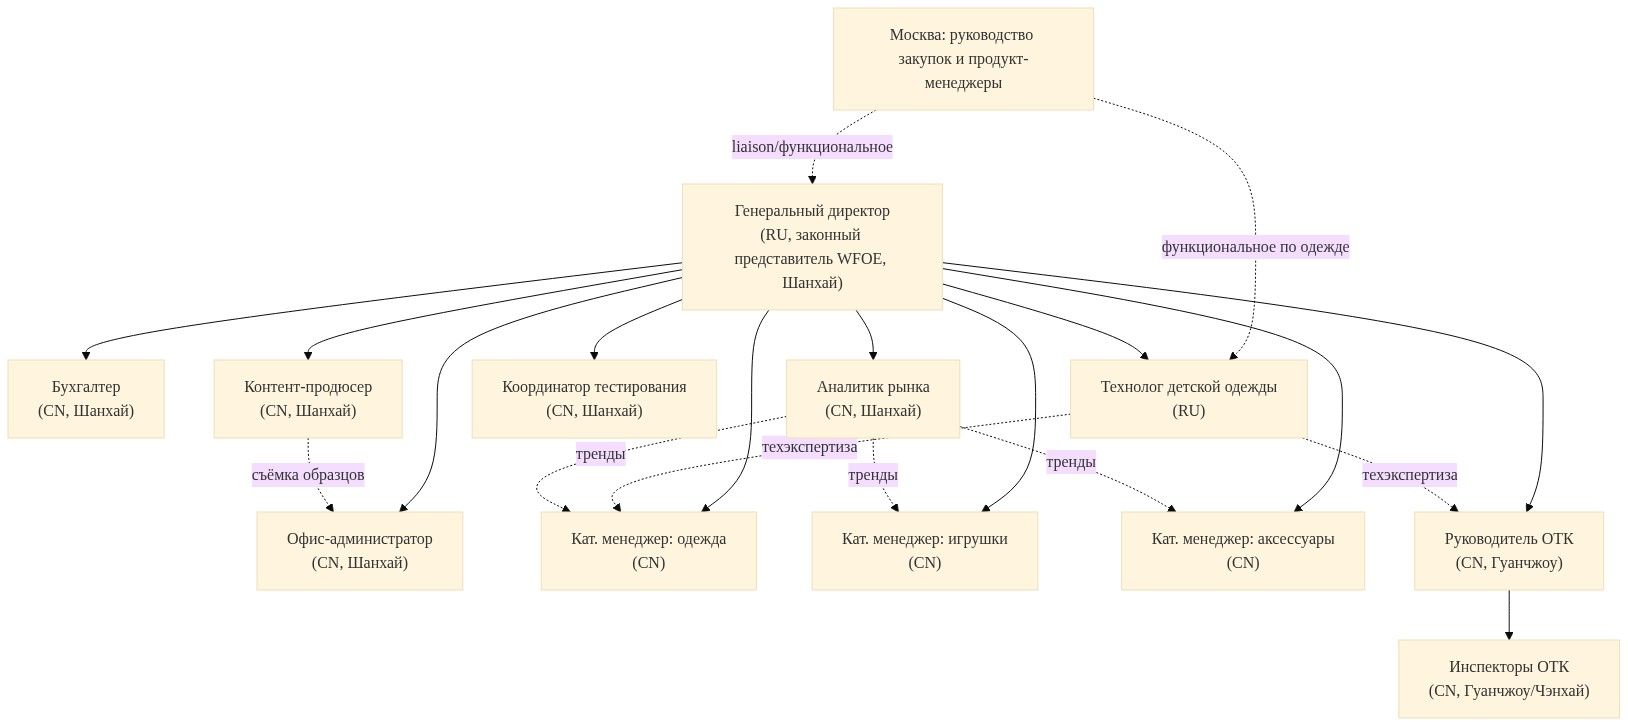 Москва: руководство
закупок и продукт-
менеджеры
liaison/функциональное
Генеральный директор
(RU, законный
представитель WFOE,
Шанхай)
функциональное по одежде
Бухгалтер
(CN, Шанхай)
Контент-продюсер
(CN, Шанхай)
Координатор тестирования
(CN, Шанхай)
Аналитик рынка
(CN, Шанхай)
Технолог детской одежды
(RU)
съёмка образцов
тренды
техэкспертиза
тренды
тренды
техэкспертиза
Офис-администратор
(CN, Шанхай)
Кат. менеджер: одежда
(CN)
Кат. менеджер: игрушки
(CN)
Кат. менеджер: аксессуары
(CN)
Руководитель ОТК
(CN, Гуанчжоу)
Инспекторы ОТК
(CN, Гуанчжоу/Чэнхай)